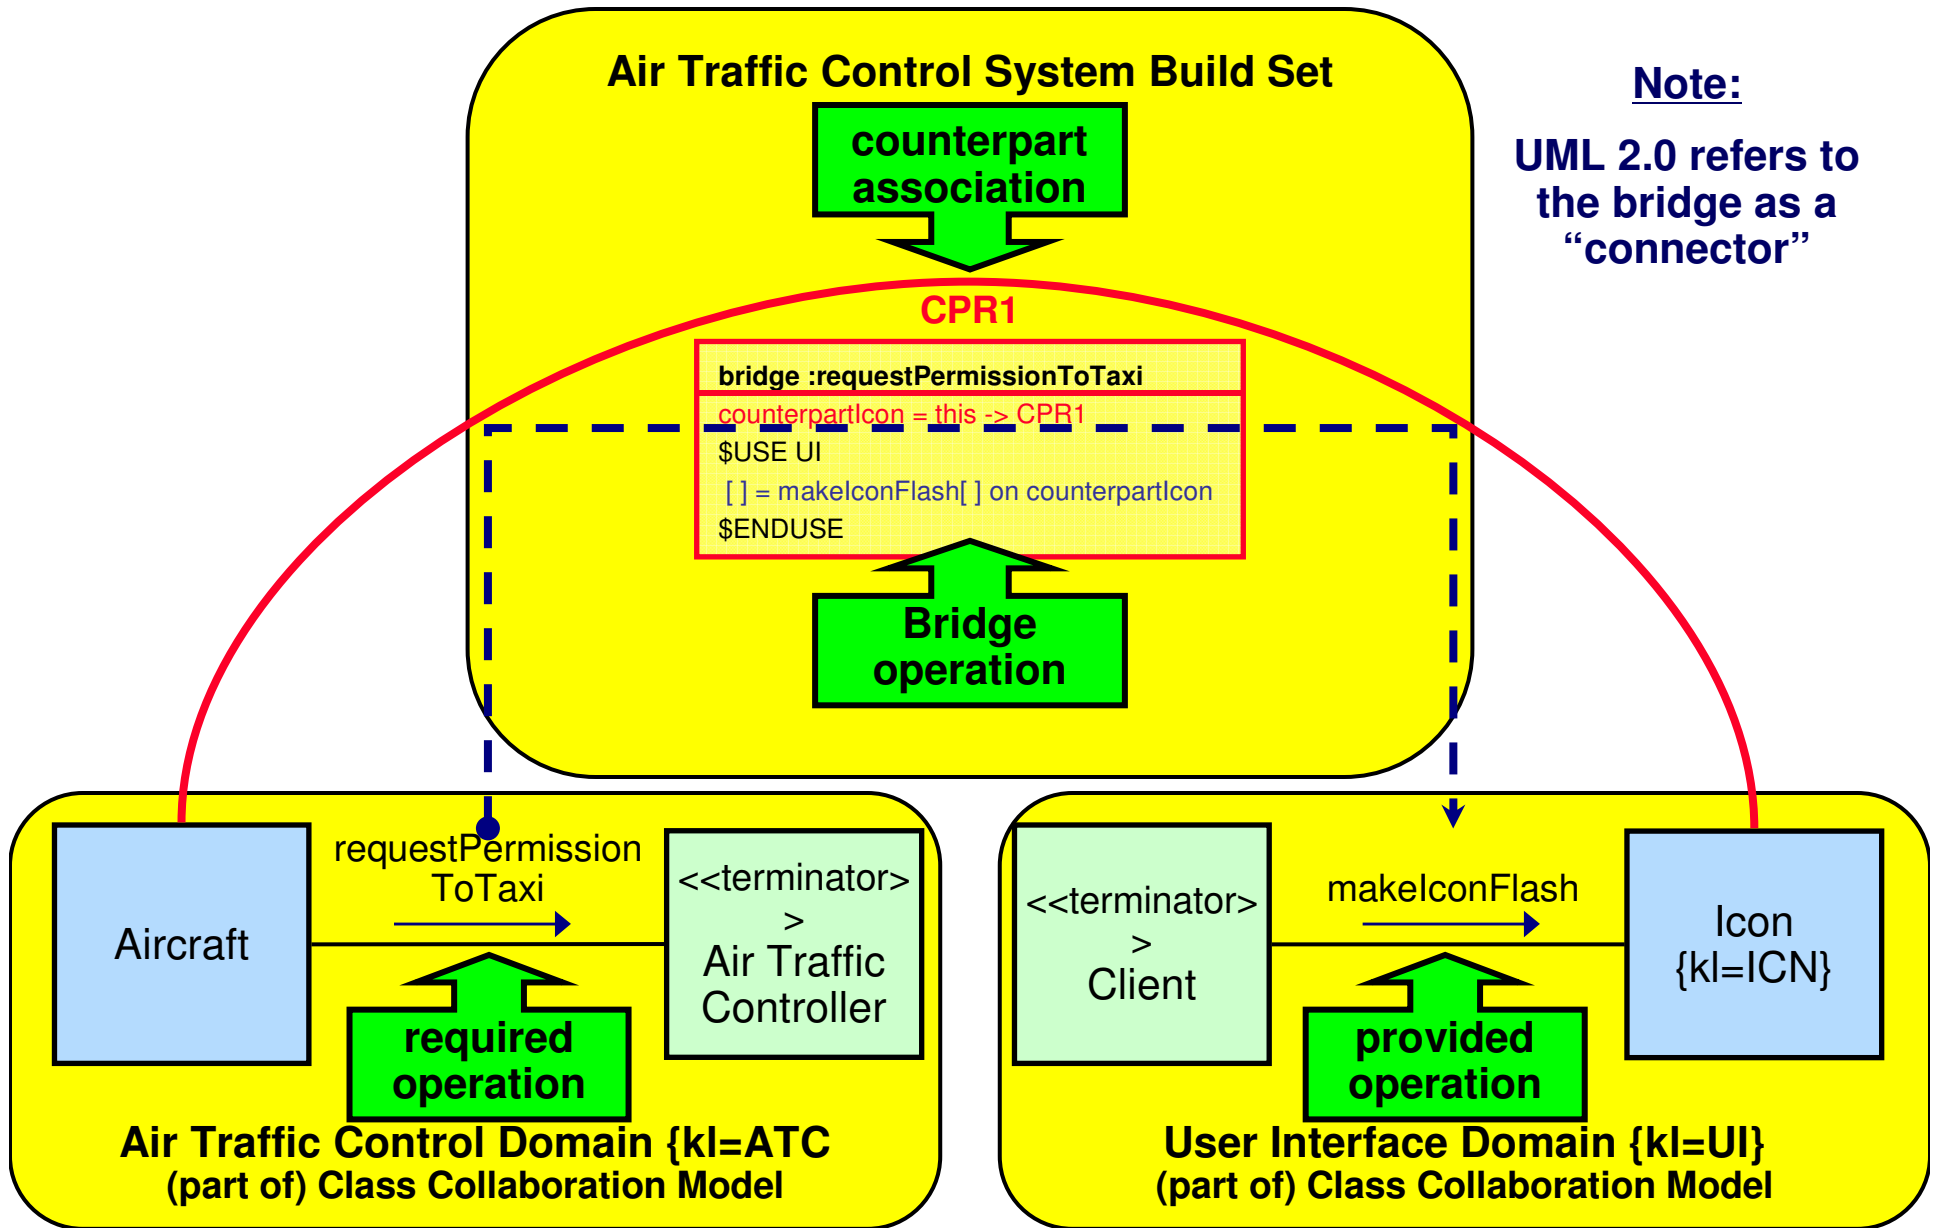 Air Traffic Control System Build Set
counterpart
association
Note:
UML 2.0 refers to
the bridge as a
“connector”
CPR1
bridge :requestPermissionToTaxi
counterpartIcon = this -> CPR1
$USE UI
[ ] = makeIconFlash[ ] on counterpartIcon
$ENDUSE
Bridge
operation
Aircraft
requestPermission
ToTaxi
<<terminator>
>
Air Traffic
Controller
required
operation
Air Traffic Control Domain {kl=ATC
(part of) Class Collaboration Model
<<terminator>
>
Client
makeIconFlash
Icon
{kl=ICN}
provided
operation
User Interface Domain {kl=UI}
(part of) Class Collaboration Model